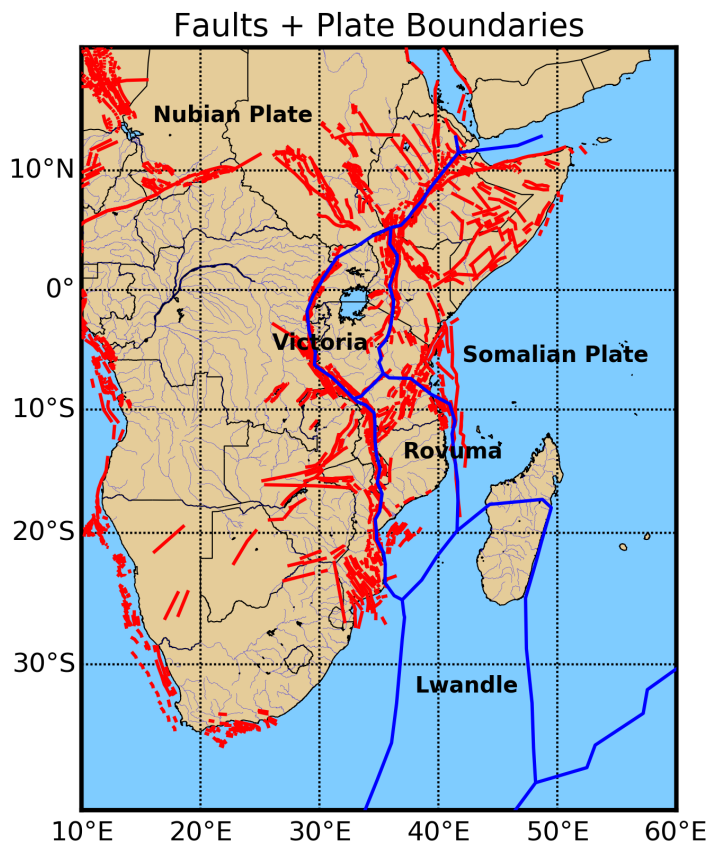 Faults + Plate Boundaries
Nubian Plate
10°N
0°
Victoria
Somalian Plate
10°S
Rovuma
20°S
30°S
Lwandle
10°E 20°E 30°E 40°E 50°E 60°E